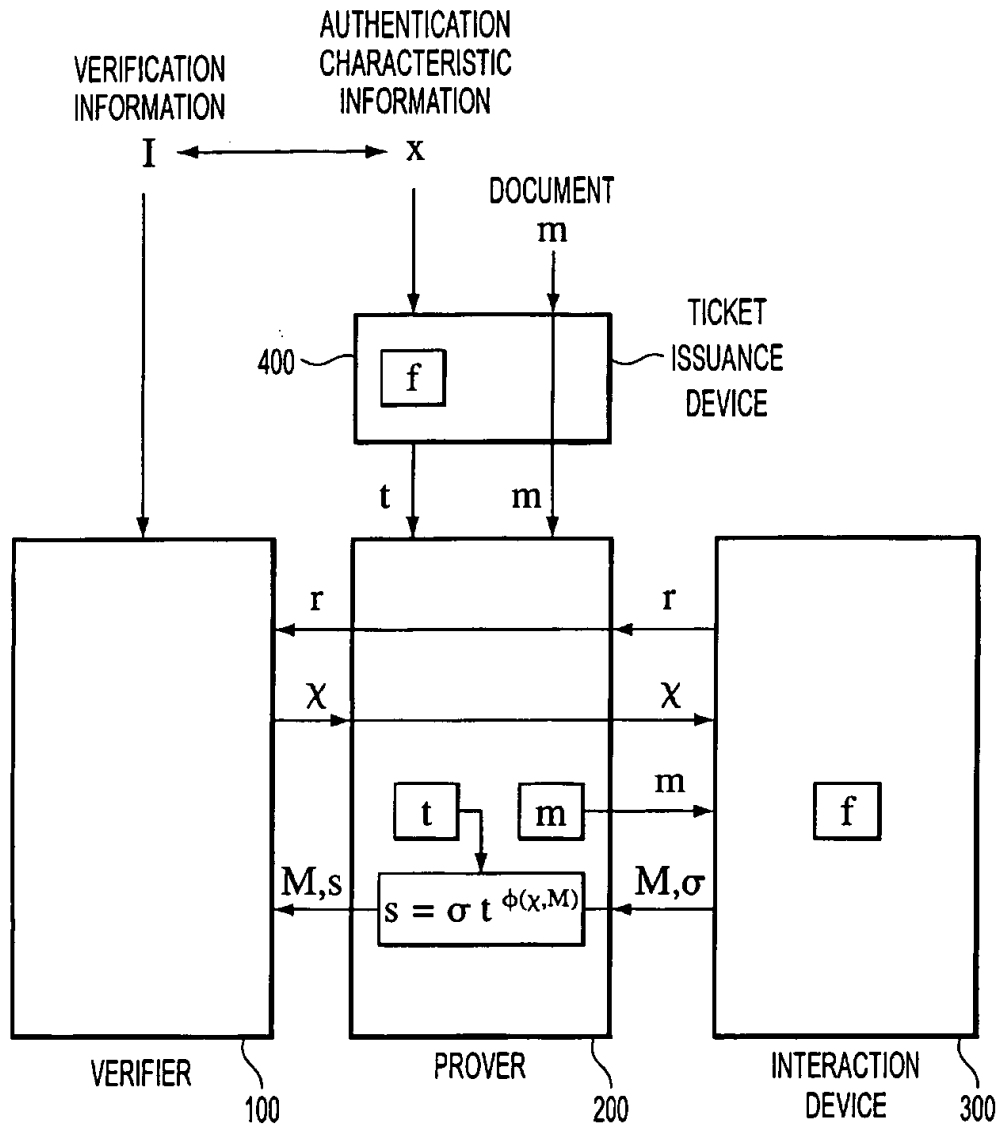 VERIFICATION
INFORMATION
I
AUTHENTICATION
CHARACTERISTIC
INFORMATION
x
DOCUMENT
m
400
f
TICKET
ISSUANCE
DEVICE
t
m
r
r
χ
χ
t
m
m
f
M,s
s = σ t ϕ(χ,M)
M,σ
VERIFIER
100
PROVER
200
INTERACTION
DEVICE
300